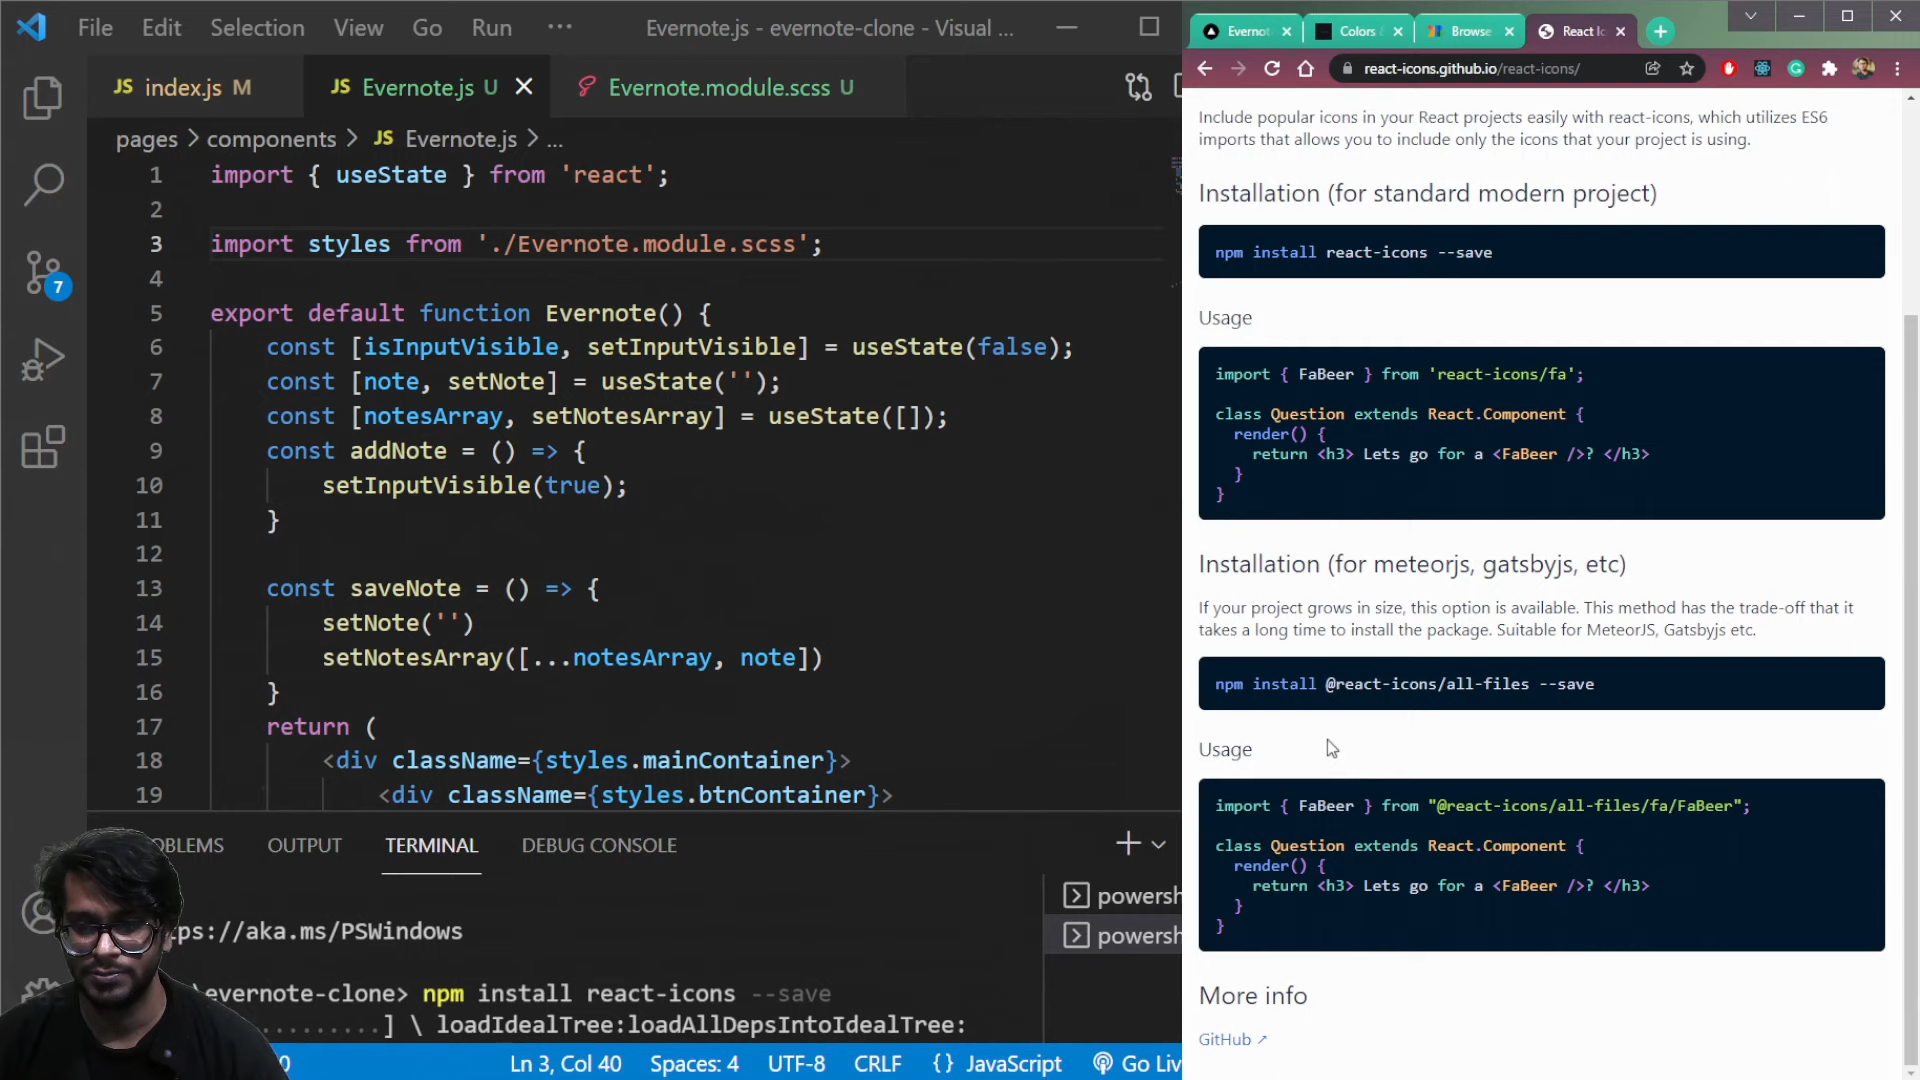 File Edit Selection View Go Run ··· Evernote.js - evernote-clone - Visual ...
JS index.js M
JS Evernote.js U
Evernote.module.scss U
pages > components > JS Evernote.js > ...
1 import { useState } from 'react';
2
3 import styles from './Evernote.module.scss';
4
5 export default function Evernote() {
6 const [isInputVisible, setInputVisible] = useState(false);
7 const [note, setNote] = useState('');
8 const [notesArray, setNotesArray] = useState([]);
9 const addNote = () => {
10 setInputVisible(true);
11 }
12
13 const saveNote = () => {
14 setNote('')
15 setNotesArray([...notesArray, note])
16 }
17 return (
18 <div className={styles.mainContainer}>
19 <div className={styles.btnContainer}>
7
OBLEMS OUTPUT TERMINAL DEBUG CONSOLE
tps://aka.ms/PSWindows
\evernote-clone> npm install react-icons --save
.........] \ loadIdealTree:loadAllDepsIntoIdealTree:
powersh
powersh
0 Ln 3, Col 40 Spaces: 4 UTF-8 CRLF {} JavaScript Go Liv
Evernot Colors & Browse React Ic
react-icons.github.io/react-icons/
Include popular icons in your React projects easily with react-icons, which utilizes ES6
imports that allows you to include only the icons that your project is using.
Installation (for standard modern project)
npm install react-icons --save
Usage
import { FaBeer } from 'react-icons/fa';
class Question extends React.Component {
render() {
return <h3> Lets go for a <FaBeer />? </h3>
}
}
Installation (for meteorjs, gatsbyjs, etc)
If your project grows in size, this option is available. This method has the trade-off that it
takes a long time to install the package. Suitable for MeteorJS, Gatsbyjs etc.
npm install @react-icons/all-files --save
Usage
import { FaBeer } from "@react-icons/all-files/fa/FaBeer";
class Question extends React.Component {
render() {
return <h3> Lets go for a <FaBeer />? </h3>
}
}
More info
GitHub ↗